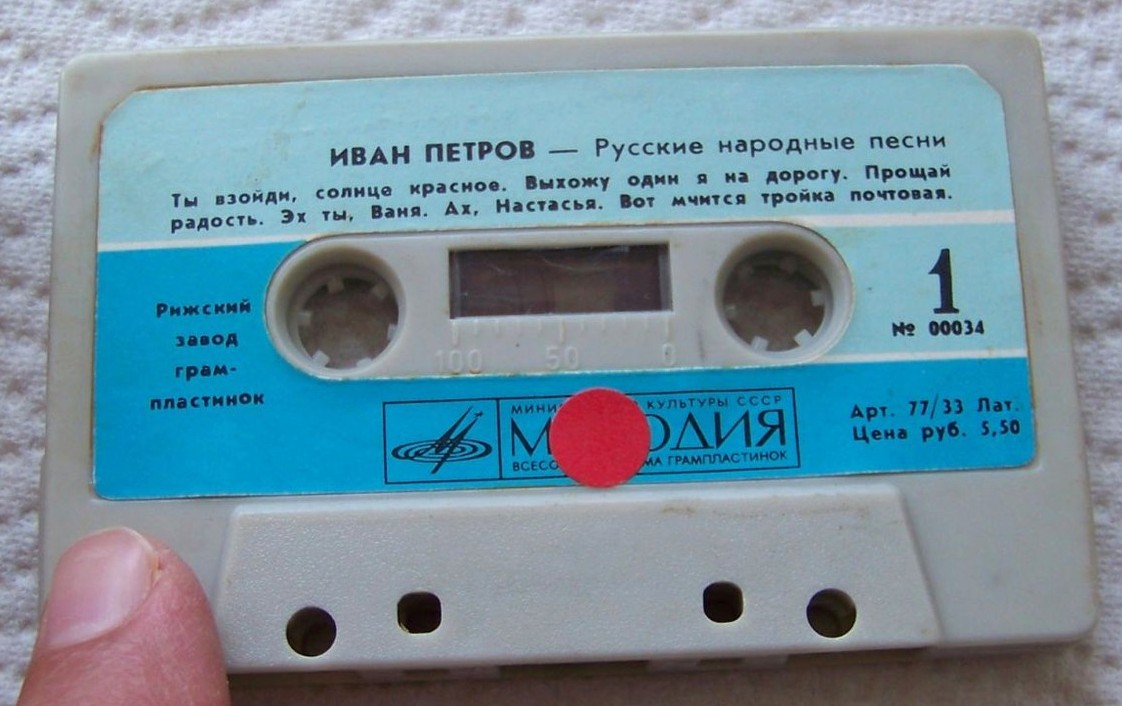 ИВАН ПЕТРОВ — Русские народные песни
Ты взойди, солнце красное. Выхожу один я на дорогу. Прощай
радость. Эх ты, Ваня. Ах, Настасья. Вот мчится тройка почтовая.
Рижский
завод
грам-
пластинок
100 50 0
1
№ 00034
КУЛЬТУРЫ СССР
ГРАМПЛАСТИНОК
Арт. 77/33 Лат.
Цена руб. 5,50